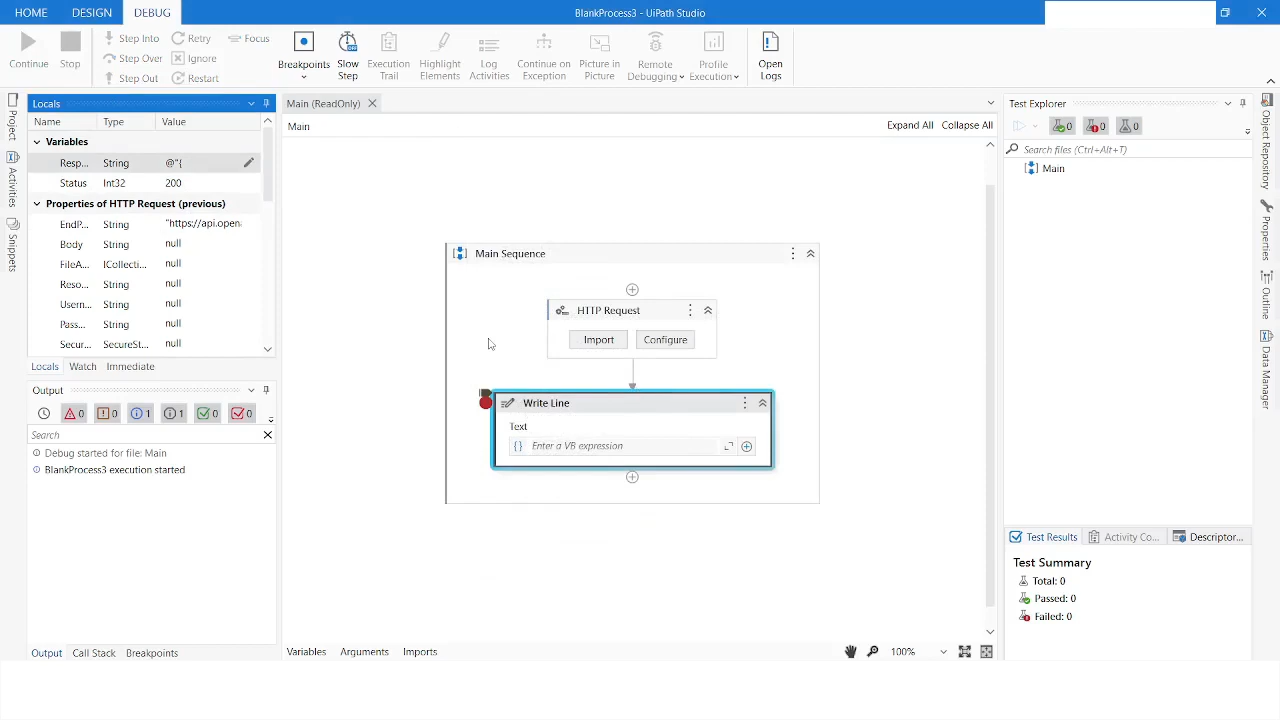 HOME DESIGN DEBUG BlankProcess3 - UiPath Studio
Continue Stop Step Into Step Over Step Out Retry Ignore Restart Focus Breakpoints Slow Step Execution Trail Highlight Elements Log Activities Continue on Exception Picture in Picture Remote Debugging Profile Execution Open Logs
Project
Activities
Snippets
Locals
Name Type Value
Variables
Resp... String @"{
Status Int32 200
Properties of HTTP Request (previous)
EndP... String "https://api.open
Body String null
FileA... ICollecti... null
Reso... String null
Usern... String null
Pass... String null
Secur... SecureSt... null
Locals Watch Immediate
Output
0 0 1 1 0 0
Search
Debug started for file: Main
BlankProcess3 execution started
Output Call Stack Breakpoints
Main (ReadOnly)
Main Expand All Collapse All
Main Sequence
HTTP Request
Import Configure
Write Line
Text
{} Enter a VB expression
Variables Arguments Imports 100%
Test Explorer
0 0 0
Search files (Ctrl+Alt+T)
Main
Test Results Activity Co... Descriptor...
Test Summary
Total: 0
Passed: 0
Failed: 0
Object Repository
Properties
Outline
Data Manager